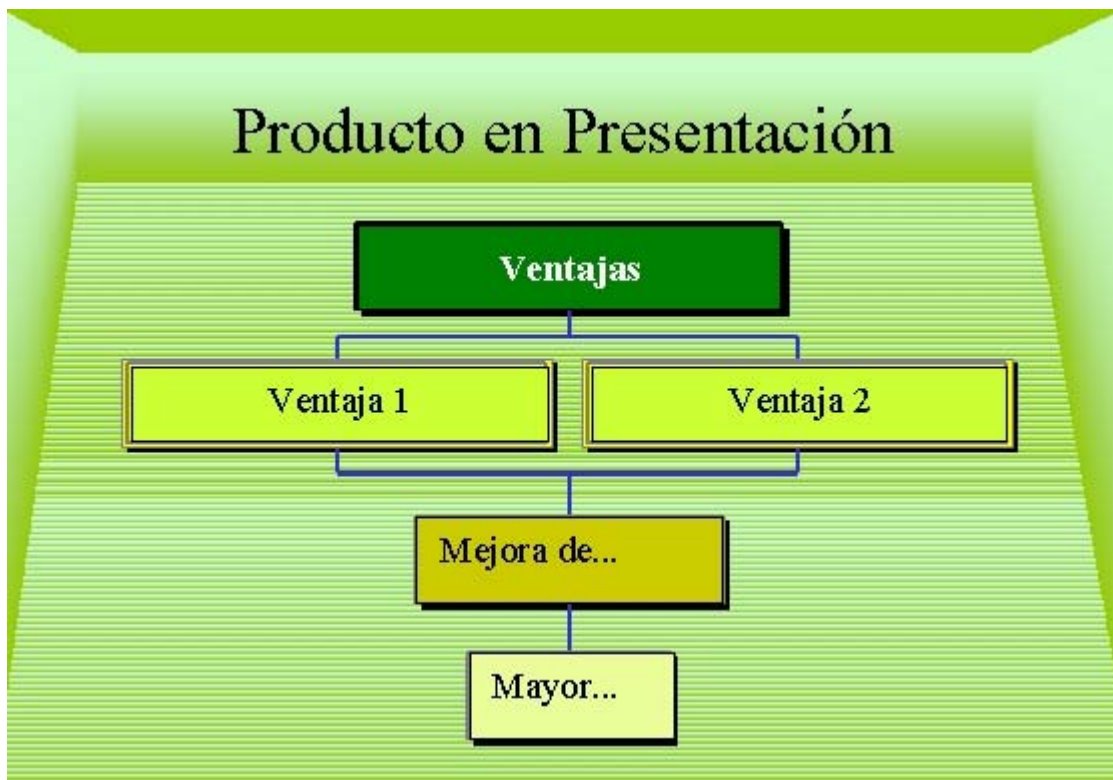 Producto en Presentación
Ventajas
Ventaja 1
Ventaja 2
Mejora de...
Mayor...